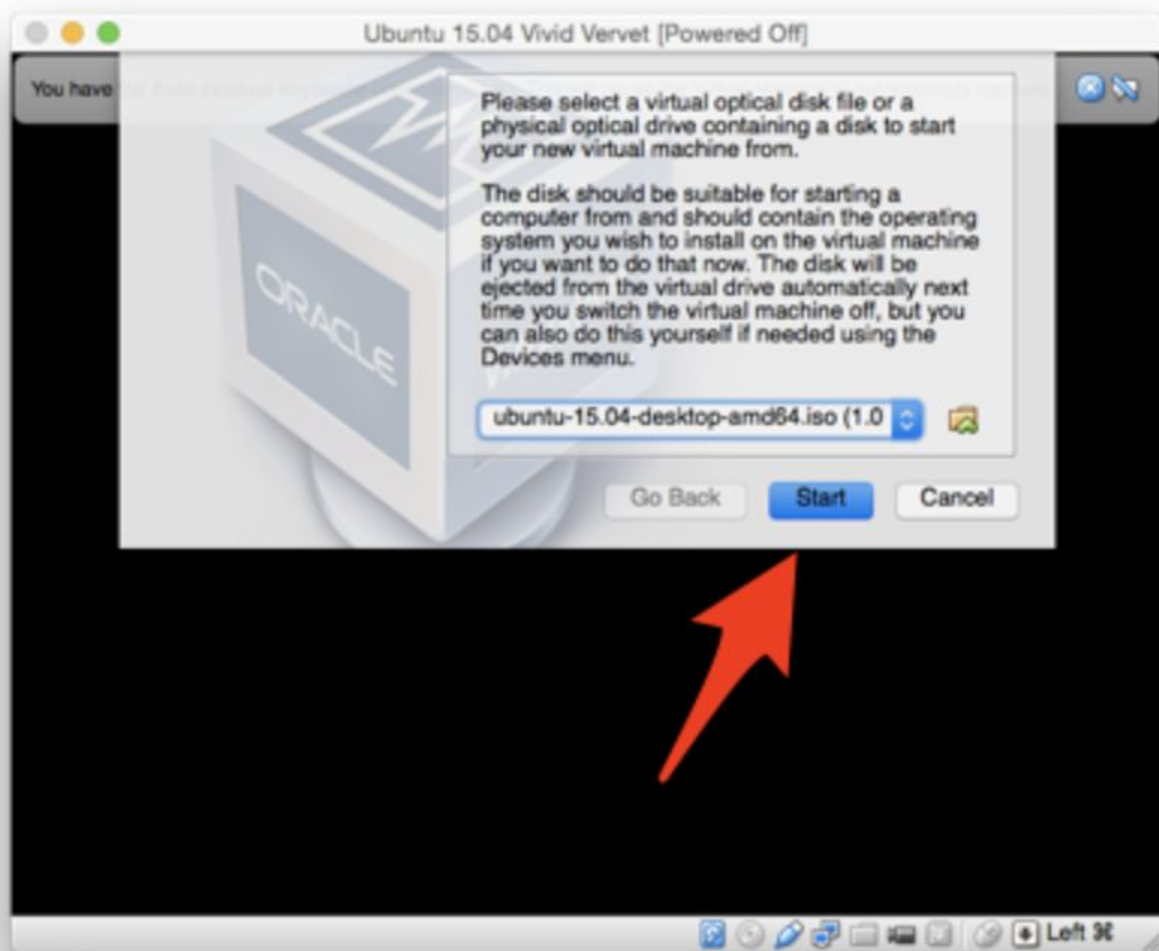 Ubuntu 15.04 Vivid Vervet [Powered Off]
You have
Please select a virtual optical disk file or a
physical optical drive containing a disk to start
your new virtual machine from.
The disk should be suitable for starting a
computer from and should contain the operating
system you wish to install on the virtual machine
if you want to do that now. The disk will be
ejected from the virtual drive automatically next
time you switch the virtual machine off, but you
can also do this yourself if needed using the
Devices menu.
ORACLE
ubuntu-15.04-desktop-amd64.iso (1.0
Go Back
Start
Cancel
Left ⌘